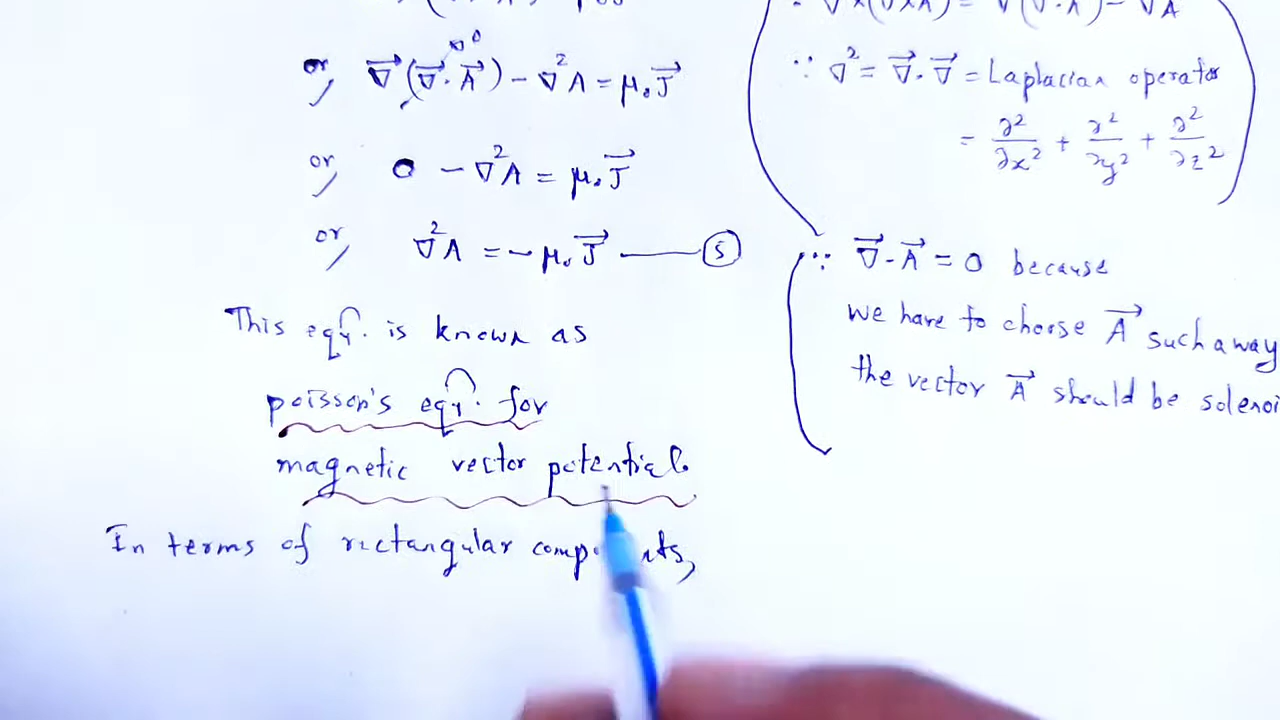 or, ∇⃗(∇⃗·A⃗) − ∇²A = μ₀J⃗
or, 0 − ∇²A = μ₀J⃗
or, ∇²A = −μ₀J⃗ —— ⑤
This eqn. is known as
poisson's eqn. for
magnetic vector potential.
In terms of rectangular
∵ ∇×(∇×A) = ∇(∇·A) − ∇²A
∵ ∇² = ∇⃗·∇⃗ = Laplacian operator
= ∂²/∂x² + ∂²/∂y² + ∂²/∂z²
∵ ∇⃗·A⃗ = 0 because
we have to choose A⃗ such a way
the vector A⃗ should be